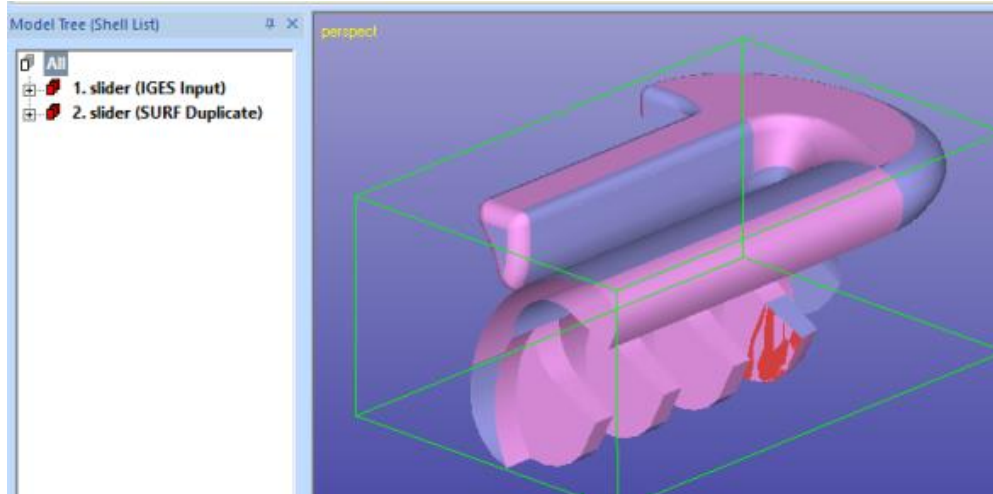 Model Tree (Shell List)
perspect
All
1. slider (IGES Input)
2. slider (SURF Duplicate)